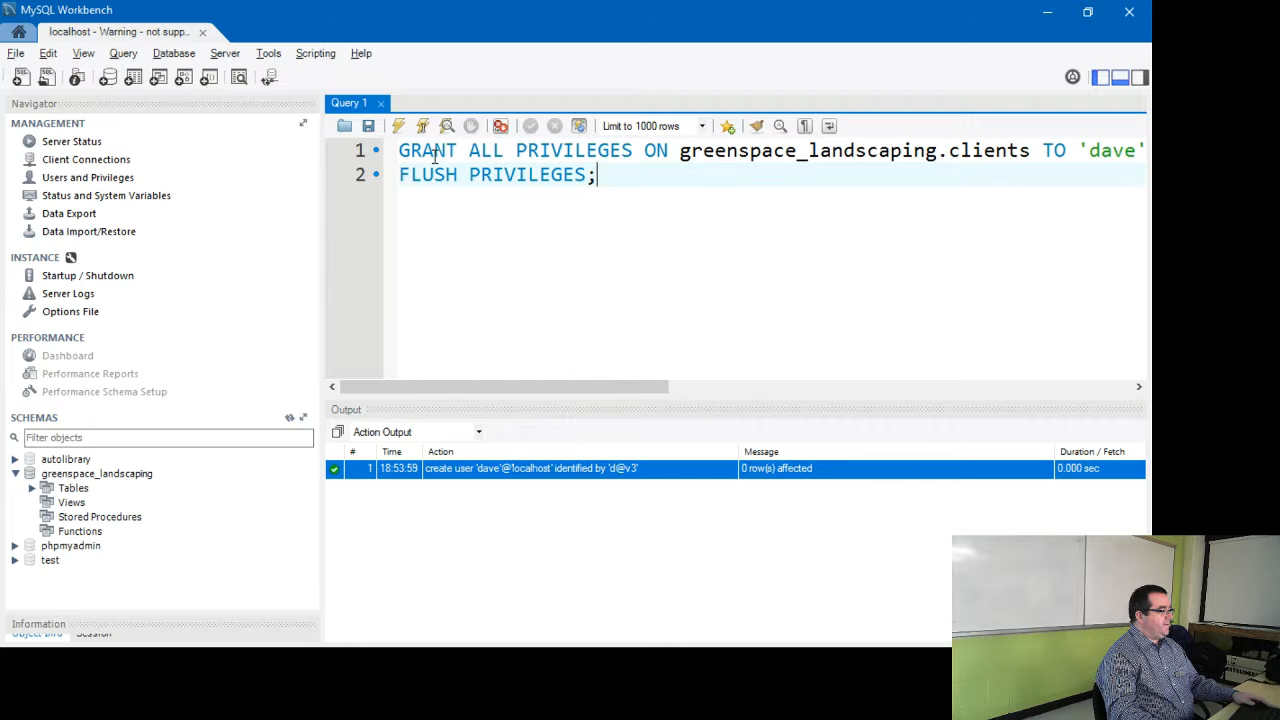 MySQL Workbench
localhost - Warning - not supp...
File Edit View Query Database Server Tools Scripting Help
Navigator
MANAGEMENT
Server Status
Client Connections
Users and Privileges
Status and System Variables
Data Export
Data Import/Restore
INSTANCE
Startup / Shutdown
Server Logs
Options File
PERFORMANCE
Dashboard
Performance Reports
Performance Schema Setup
SCHEMAS
Filter objects
autolibrary
greenspace_landscaping
Tables
Views
Stored Procedures
Functions
phpmyadmin
test
Information
Object Info Session
Query 1
Limit to 1000 rows
1 GRANT ALL PRIVILEGES ON greenspace_landscaping.clients TO 'dave'
2 FLUSH PRIVILEGES;
Output
Action Output
# Time Action Message Duration / Fetch
1 18:53:59 create user 'dave'@'localhost' identified by 'd@v3' 0 row(s) affected 0.000 sec